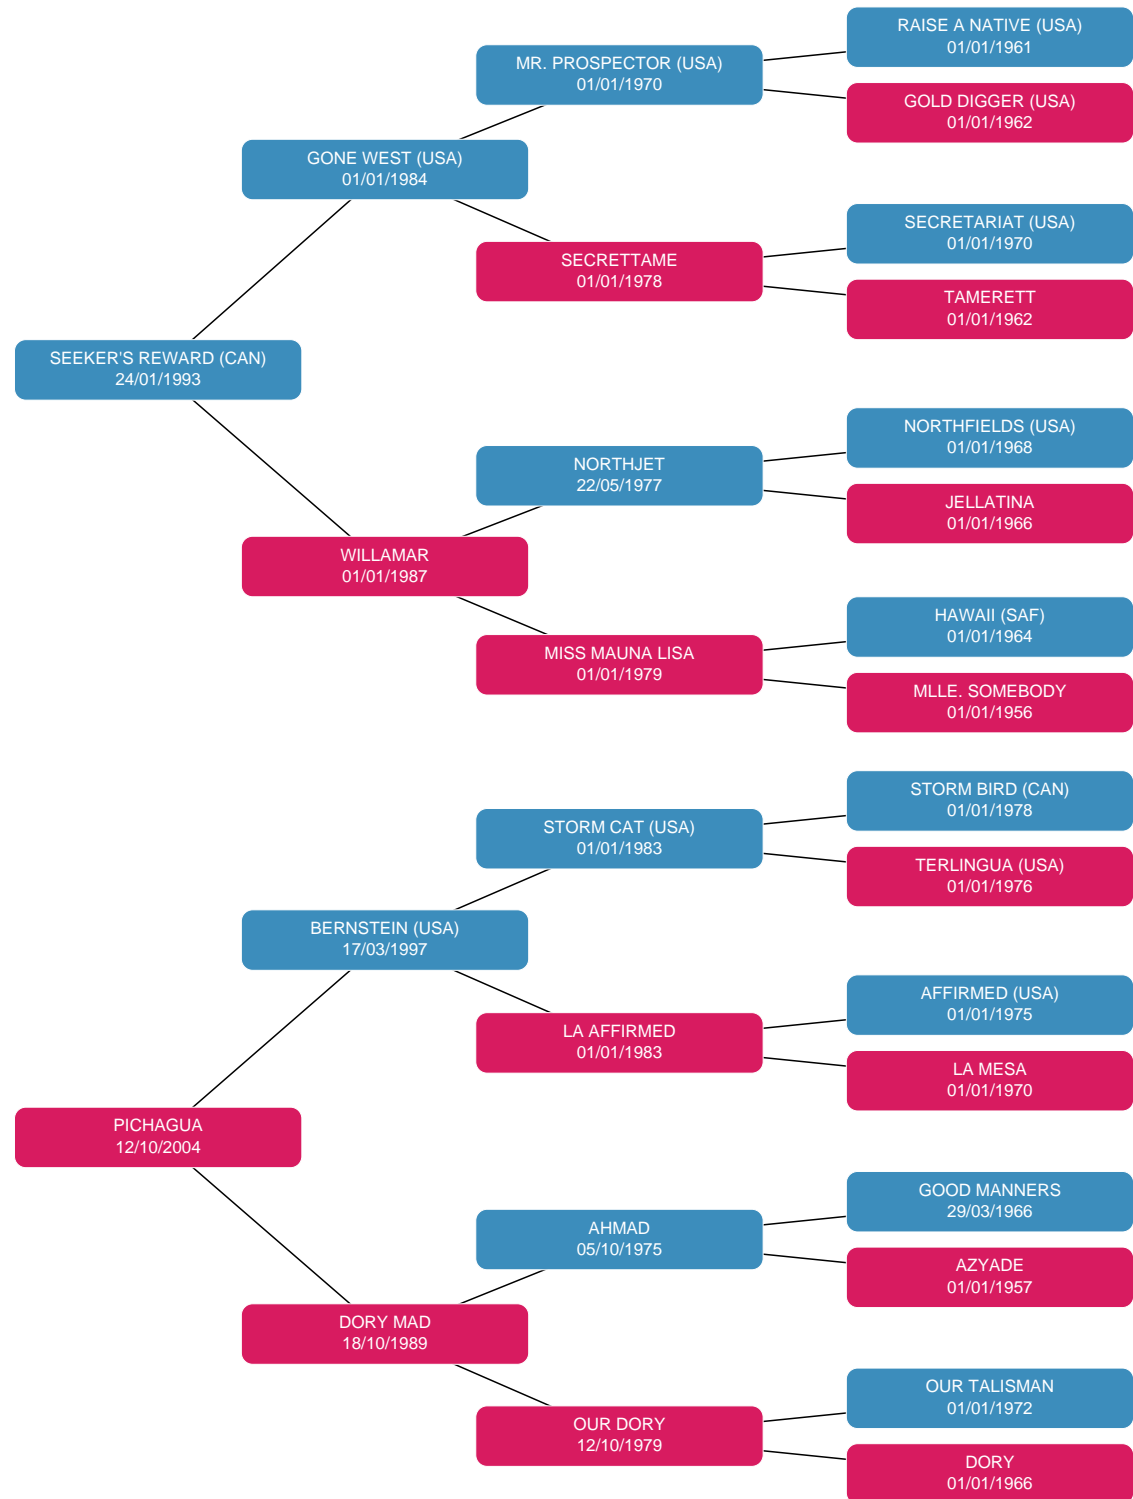 RAISE A NATIVE (USA)
01/01/1961
MR. PROSPECTOR (USA)
01/01/1970
GOLD DIGGER (USA)
01/01/1962
GONE WEST (USA)
01/01/1984
SECRETARIAT (USA)
01/01/1970
SECRETTAME
01/01/1978
TAMERETT
01/01/1962
SEEKER'S REWARD (CAN)
24/01/1993
NORTHFIELDS (USA)
01/01/1968
NORTHJET
22/05/1977
JELLATINA
01/01/1966
WILLAMAR
01/01/1987
HAWAII (SAF)
01/01/1964
MISS MAUNA LISA
01/01/1979
MLLE. SOMEBODY
01/01/1956
STORM BIRD (CAN)
01/01/1978
STORM CAT (USA)
01/01/1983
TERLINGUA (USA)
01/01/1976
BERNSTEIN (USA)
17/03/1997
AFFIRMED (USA)
01/01/1975
LA AFFIRMED
01/01/1983
LA MESA
01/01/1970
PICHAGUA
12/10/2004
GOOD MANNERS
29/03/1966
AHMAD
05/10/1975
AZYADE
01/01/1957
DORY MAD
18/10/1989
OUR TALISMAN
01/01/1972
OUR DORY
12/10/1979
DORY
01/01/1966